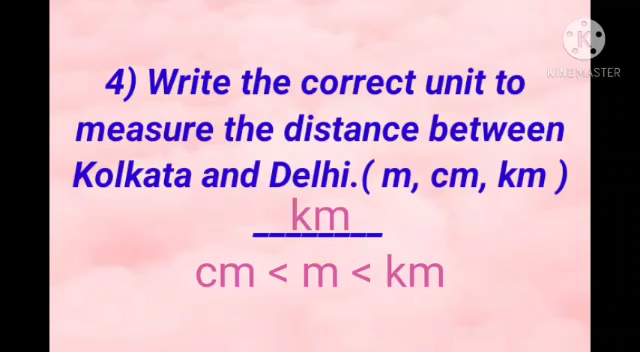 KINEMASTER
4) Write the correct unit to
measure the distance between
Kolkata and Delhi.( m, cm, km )
km
cm < m < km